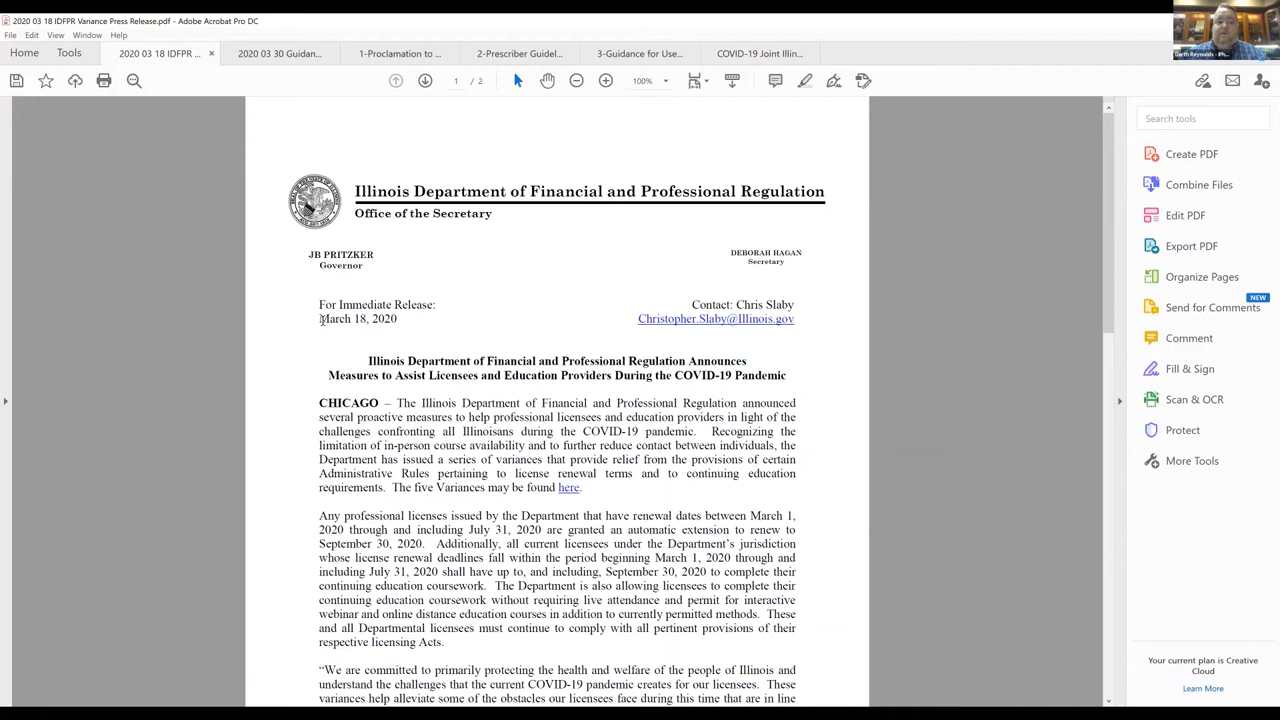 2020 03 18 IDFPR Variance Press Release.pdf - Adobe Acrobat Pro DC
File Edit View Window Help
Home Tools 2020 03 18 IDFPR ... × 2020 03 30 Guidan... 1-Proclamation to ... 2-Prescriber Guidel... 3-Guidance for Use... COVID-19 Joint Illin...
1 / 2 100%
Garth Reynolds -
Search tools
Create PDF
Combine Files
Edit PDF
Export PDF
Organize Pages
NEW
Send for Comments
Comment
Fill & Sign
Scan & OCR
Protect
More Tools
Your current plan is Creative
Cloud
Learn More
Illinois Department of Financial and Professional Regulation
Office of the Secretary
JB PRITZKER
Governor
DEBORAH HAGAN
Secretary
For Immediate Release: Contact: Chris Slaby
March 18, 2020 Christopher.Slaby@Illinois.gov
Illinois Department of Financial and Professional Regulation Announces
Measures to Assist Licensees and Education Providers During the COVID-19 Pandemic
CHICAGO – The Illinois Department of Financial and Professional Regulation announced
several proactive measures to help professional licensees and education providers in light of the
challenges confronting all Illinoisans during the COVID-19 pandemic. Recognizing the
limitation of in-person course availability and to further reduce contact between individuals, the
Department has issued a series of variances that provide relief from the provisions of certain
Administrative Rules pertaining to license renewal terms and to continuing education
requirements. The five Variances may be found here.
Any professional licenses issued by the Department that have renewal dates between March 1,
2020 through and including July 31, 2020 are granted an automatic extension to renew to
September 30, 2020. Additionally, all current licensees under the Department's jurisdiction
whose license renewal deadlines fall within the period beginning March 1, 2020 through and
including July 31, 2020 shall have up to, and including, September 30, 2020 to complete their
continuing education coursework. The Department is also allowing licensees to complete their
continuing education coursework without requiring live attendance and permit for interactive
webinar and online distance education courses in addition to currently permitted methods. These
and all Departmental licensees must continue to comply with all pertinent provisions of their
respective licensing Acts.
“We are committed to primarily protecting the health and welfare of the people of Illinois and
understand the challenges that the current COVID-19 pandemic creates for our licensees. These
variances help alleviate some of the obstacles our licensees face during this time that are in line